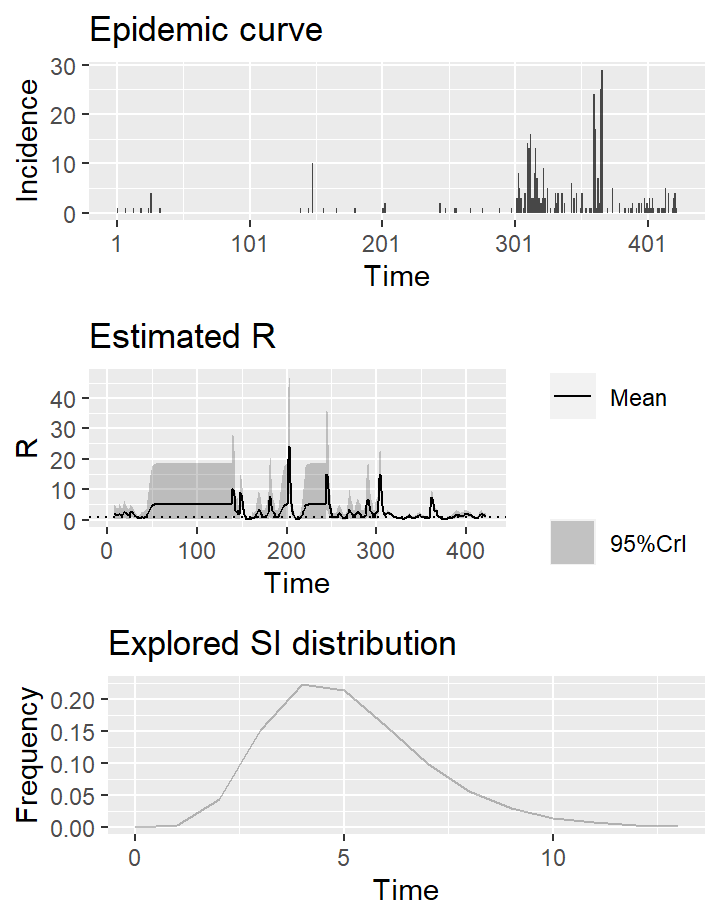 Epidemic curve
30
20
10
0
Incidence
1 101 201 301 401
Time
Estimated R
40
30
20
10
0
R
0 100 200 300 400
Time
Mean
95%CrI
Explored SI distribution
0.20
0.15
0.10
0.05
0.00
Frequency
0 5 10
Time